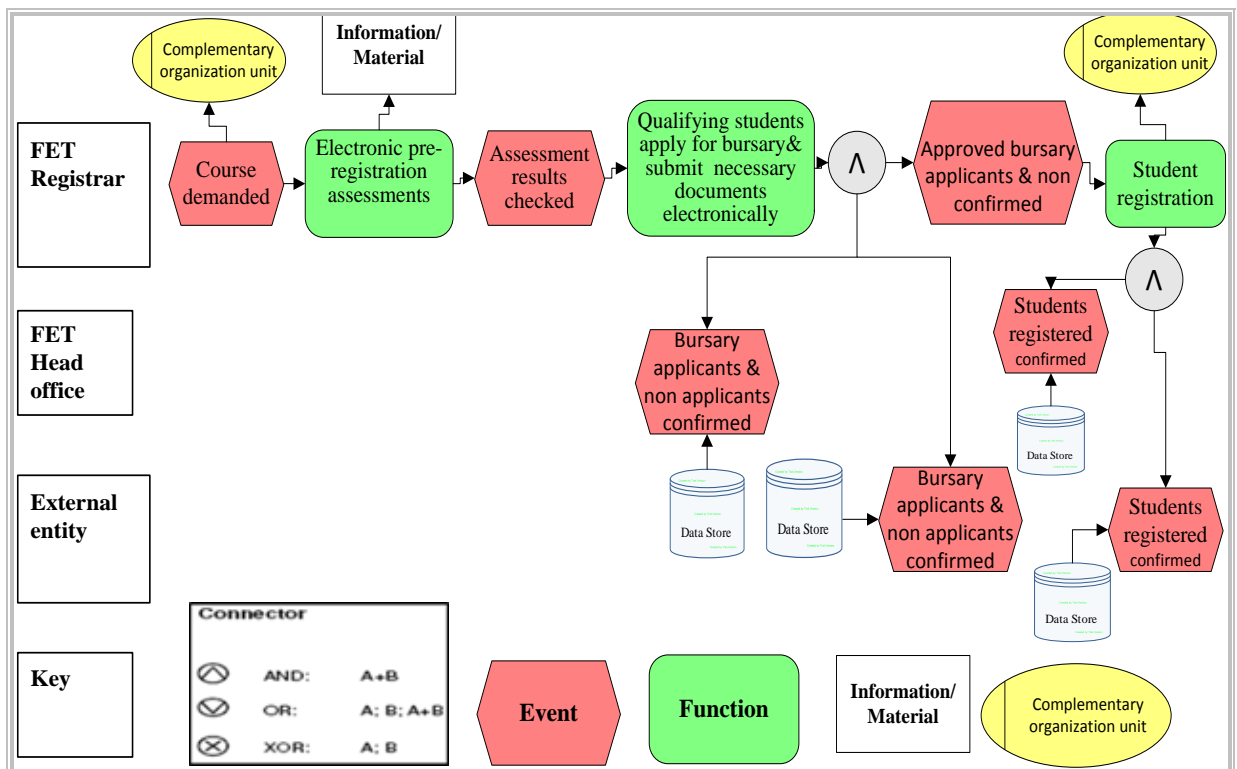 Complementary
organization unit
Information/
Material
Complementary
organization unit
FET
Registrar
Course
demanded
Electronic pre-
registration
assessments
Assessment
results
checked
Qualifying students
apply for bursary&
submit necessary
documents
electronically
Λ
Approved bursary
applicants & non
confirmed
Student
registration
Λ
FET
Head
office
Bursary
applicants &
non applicants
confirmed
Students
registered
confirmed
Data Store
External
entity
Data Store
Data Store
Bursary
applicants &
non applicants
confirmed
Students
registered
confirmed
Data Store
Key
Connector
AND: A+B
OR: A; B; A+B
XOR: A; B
Event
Function
Information/
Material
Complementary
organization unit